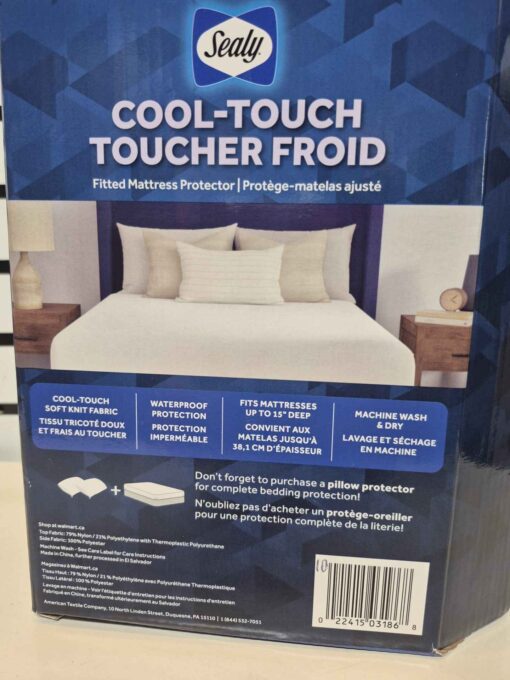 Sealy
COOL-TOUCH
TOUCHER FROID
Fitted Mattress Protector | Protège-matelas ajusté
COOL-TOUCH
SOFT KNIT FABRIC
TISSU TRICOTÉ DOUX
ET FRAIS AU TOUCHER
WATERPROOF
PROTECTION
PROTECTION
IMPERMÉABLE
FITS MATTRESSES
UP TO 15" DEEP
CONVIENT AUX
MATELAS JUSQU'À
38,1 CM D'ÉPAISSEUR
MACHINE WASH
& DRY
LAVAGE ET SÉCHAGE
EN MACHINE
+
Don't forget to purchase a pillow protector
for complete bedding protection!
N'oubliez pas d'acheter un protège-oreiller
pour une protection complète de la literie!
Shop at walmart.ca
Top Fabric: 79% Nylon / 21% Polyethylene with Thermoplastic Polyurethane
Side Fabric: 100% Polyester
Machine Wash - See Care Label for Care Instructions
Made in China, further processed in El Salvador
Magasinez à Walmart.ca
Tissu Haut : 79 % Nylon / 21 % Polyéthylène avec Polyuréthane Thermoplastique
Tissu Latéral : 100 % Polyester
Lavage en machine - Voir l'étiquette d'entretien pour les instructions d'entretien
Fabriqué en Chine, transformé ultérieurement au Salvador
American Textile Company, 10 North Linden Street, Duquesne, PA 15110 | 1 (844) 532-7051
0 22415 03186 8